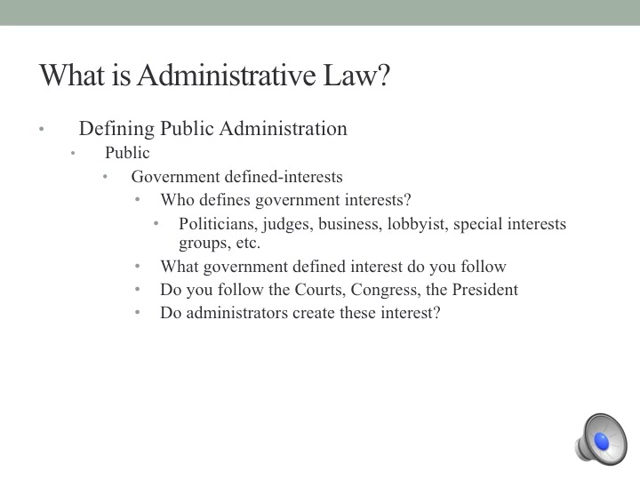 What is Administrative Law?
• Defining Public Administration
• Public
• Government defined-interests
• Who defines government interests?
• Politicians, judges, business, lobbyist, special interests
groups, etc.
• What government defined interest do you follow
• Do you follow the Courts, Congress, the President
• Do administrators create these interest?